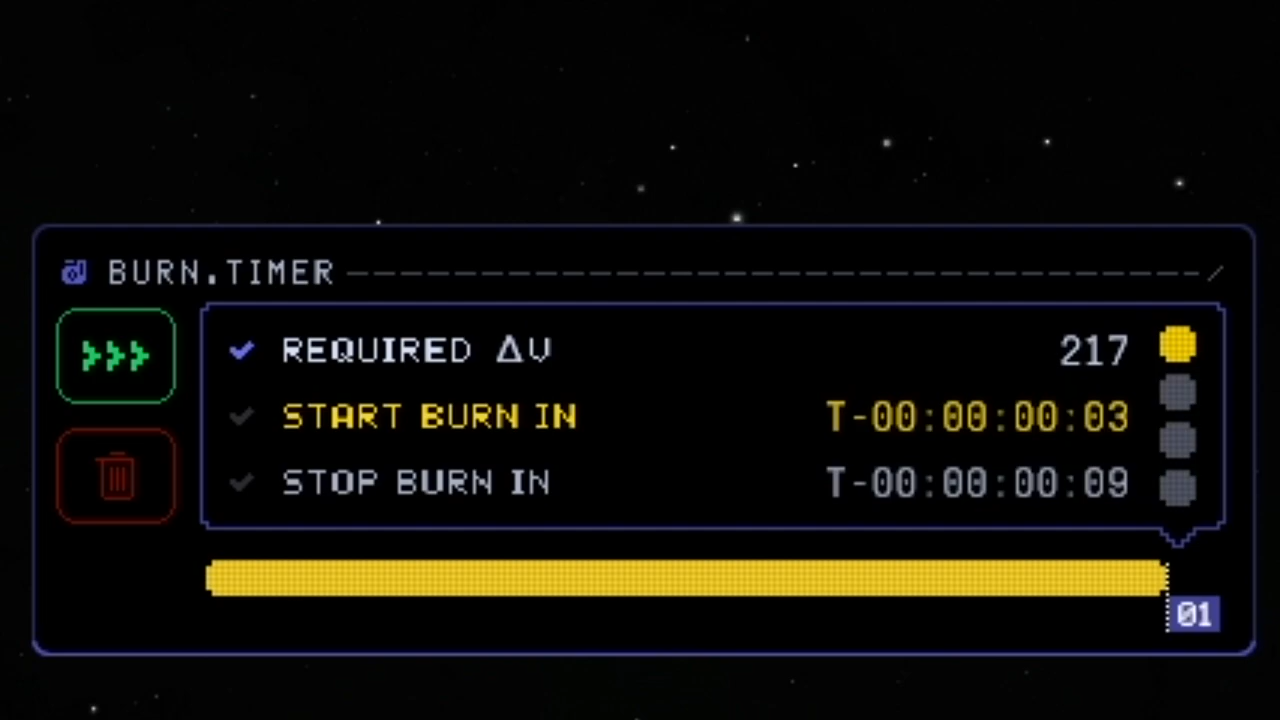 BURN.TIMER
REQUIRED ΔV 217
START BURN IN T-00:00:00:03
STOP BURN IN T-00:00:00:09
01